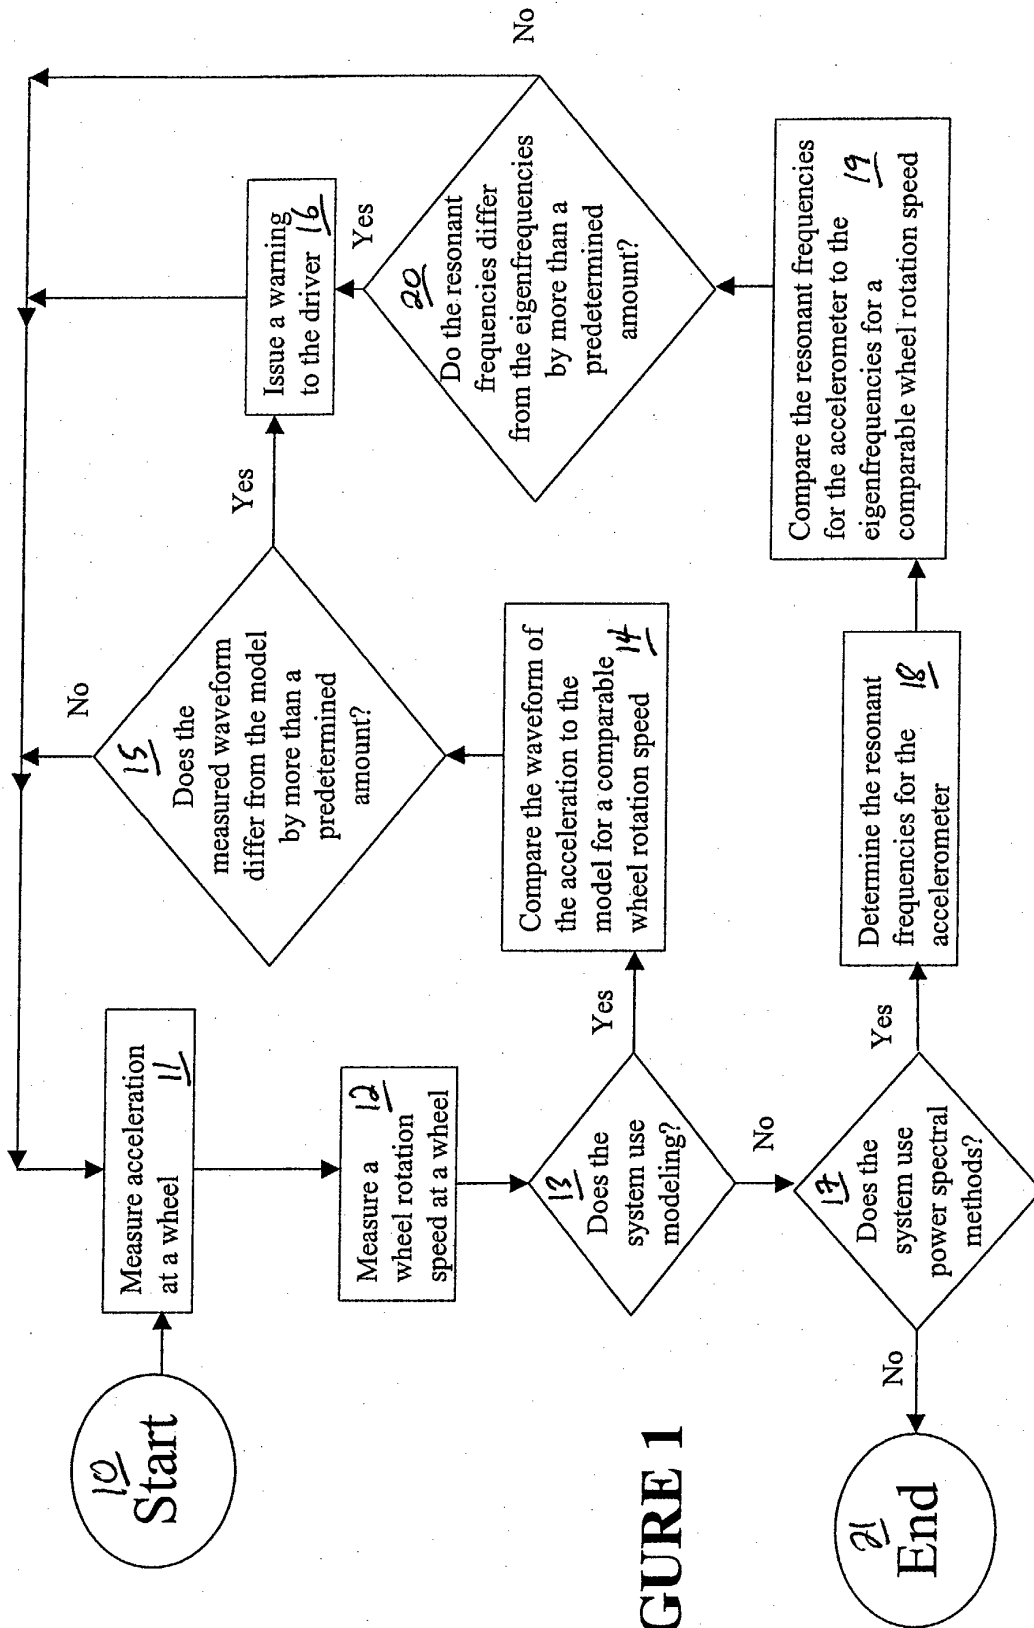 10
Start
Measure acceleration
at a wheel 11
Measure a
wheel rotation 12
speed at a wheel
13
Does the
system use
modeling?
Yes
No
Compare the waveform of
the acceleration to the
model for a comparable
wheel rotation speed 14
15
Does the
measured waveform
differ from the model
by more than a
predetermined
amount?
No
Yes
Issue a warning
to the driver 16
17
Does the
system use
power spectral
methods?
Yes
No
21
End
Determine the resonant
frequencies for the 18
accelerometer
Compare the resonant frequencies
for the accelerometer to the
eigenfrequencies for a 19
comparable wheel rotation speed
20
Do the resonant
frequencies differ
from the eigenfrequencies
by more than a
predetermined
amount?
Yes
No
GURE 1